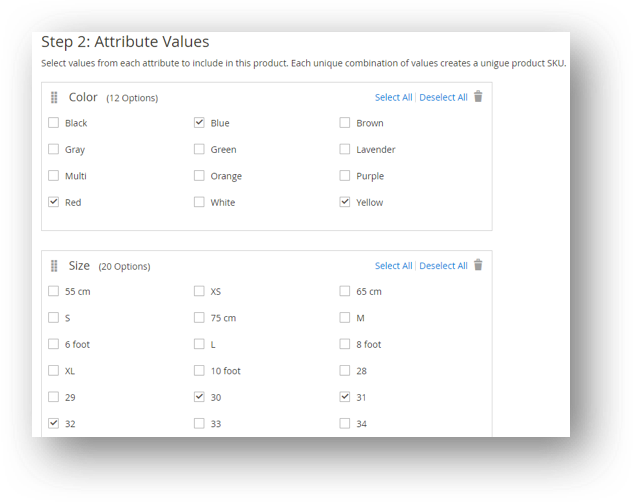 Step 2: Attribute Values
Select values from each attribute to include in this product. Each unique combination of values creates a unigue product SKU.
Color (12 Options) Select All | Deselect All
Black Blue Brown
Gray Green Lavender
Multi Orange Purple
Red White Yellow
Size (20 Options) Select All | Deselect All
55 cm XS 65 cm
S 75 cm M
6 foot L 8 foot
XL 10 foot 28
29 30 31
32 33 34